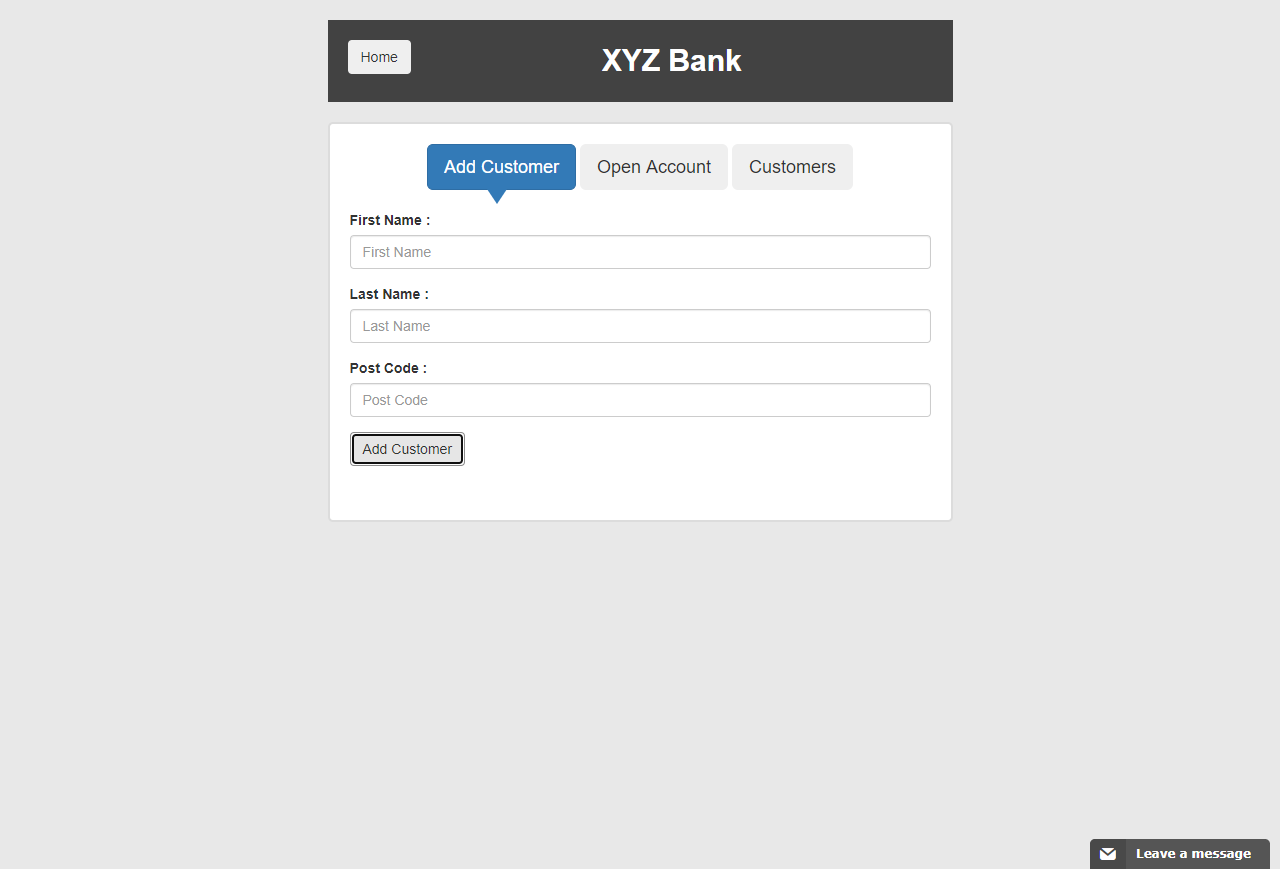 Home
XYZ Bank
Add Customer
Open Account
Customers
First Name :
First Name
Last Name :
Last Name
Post Code :
Post Code
Add Customer
Leave a message